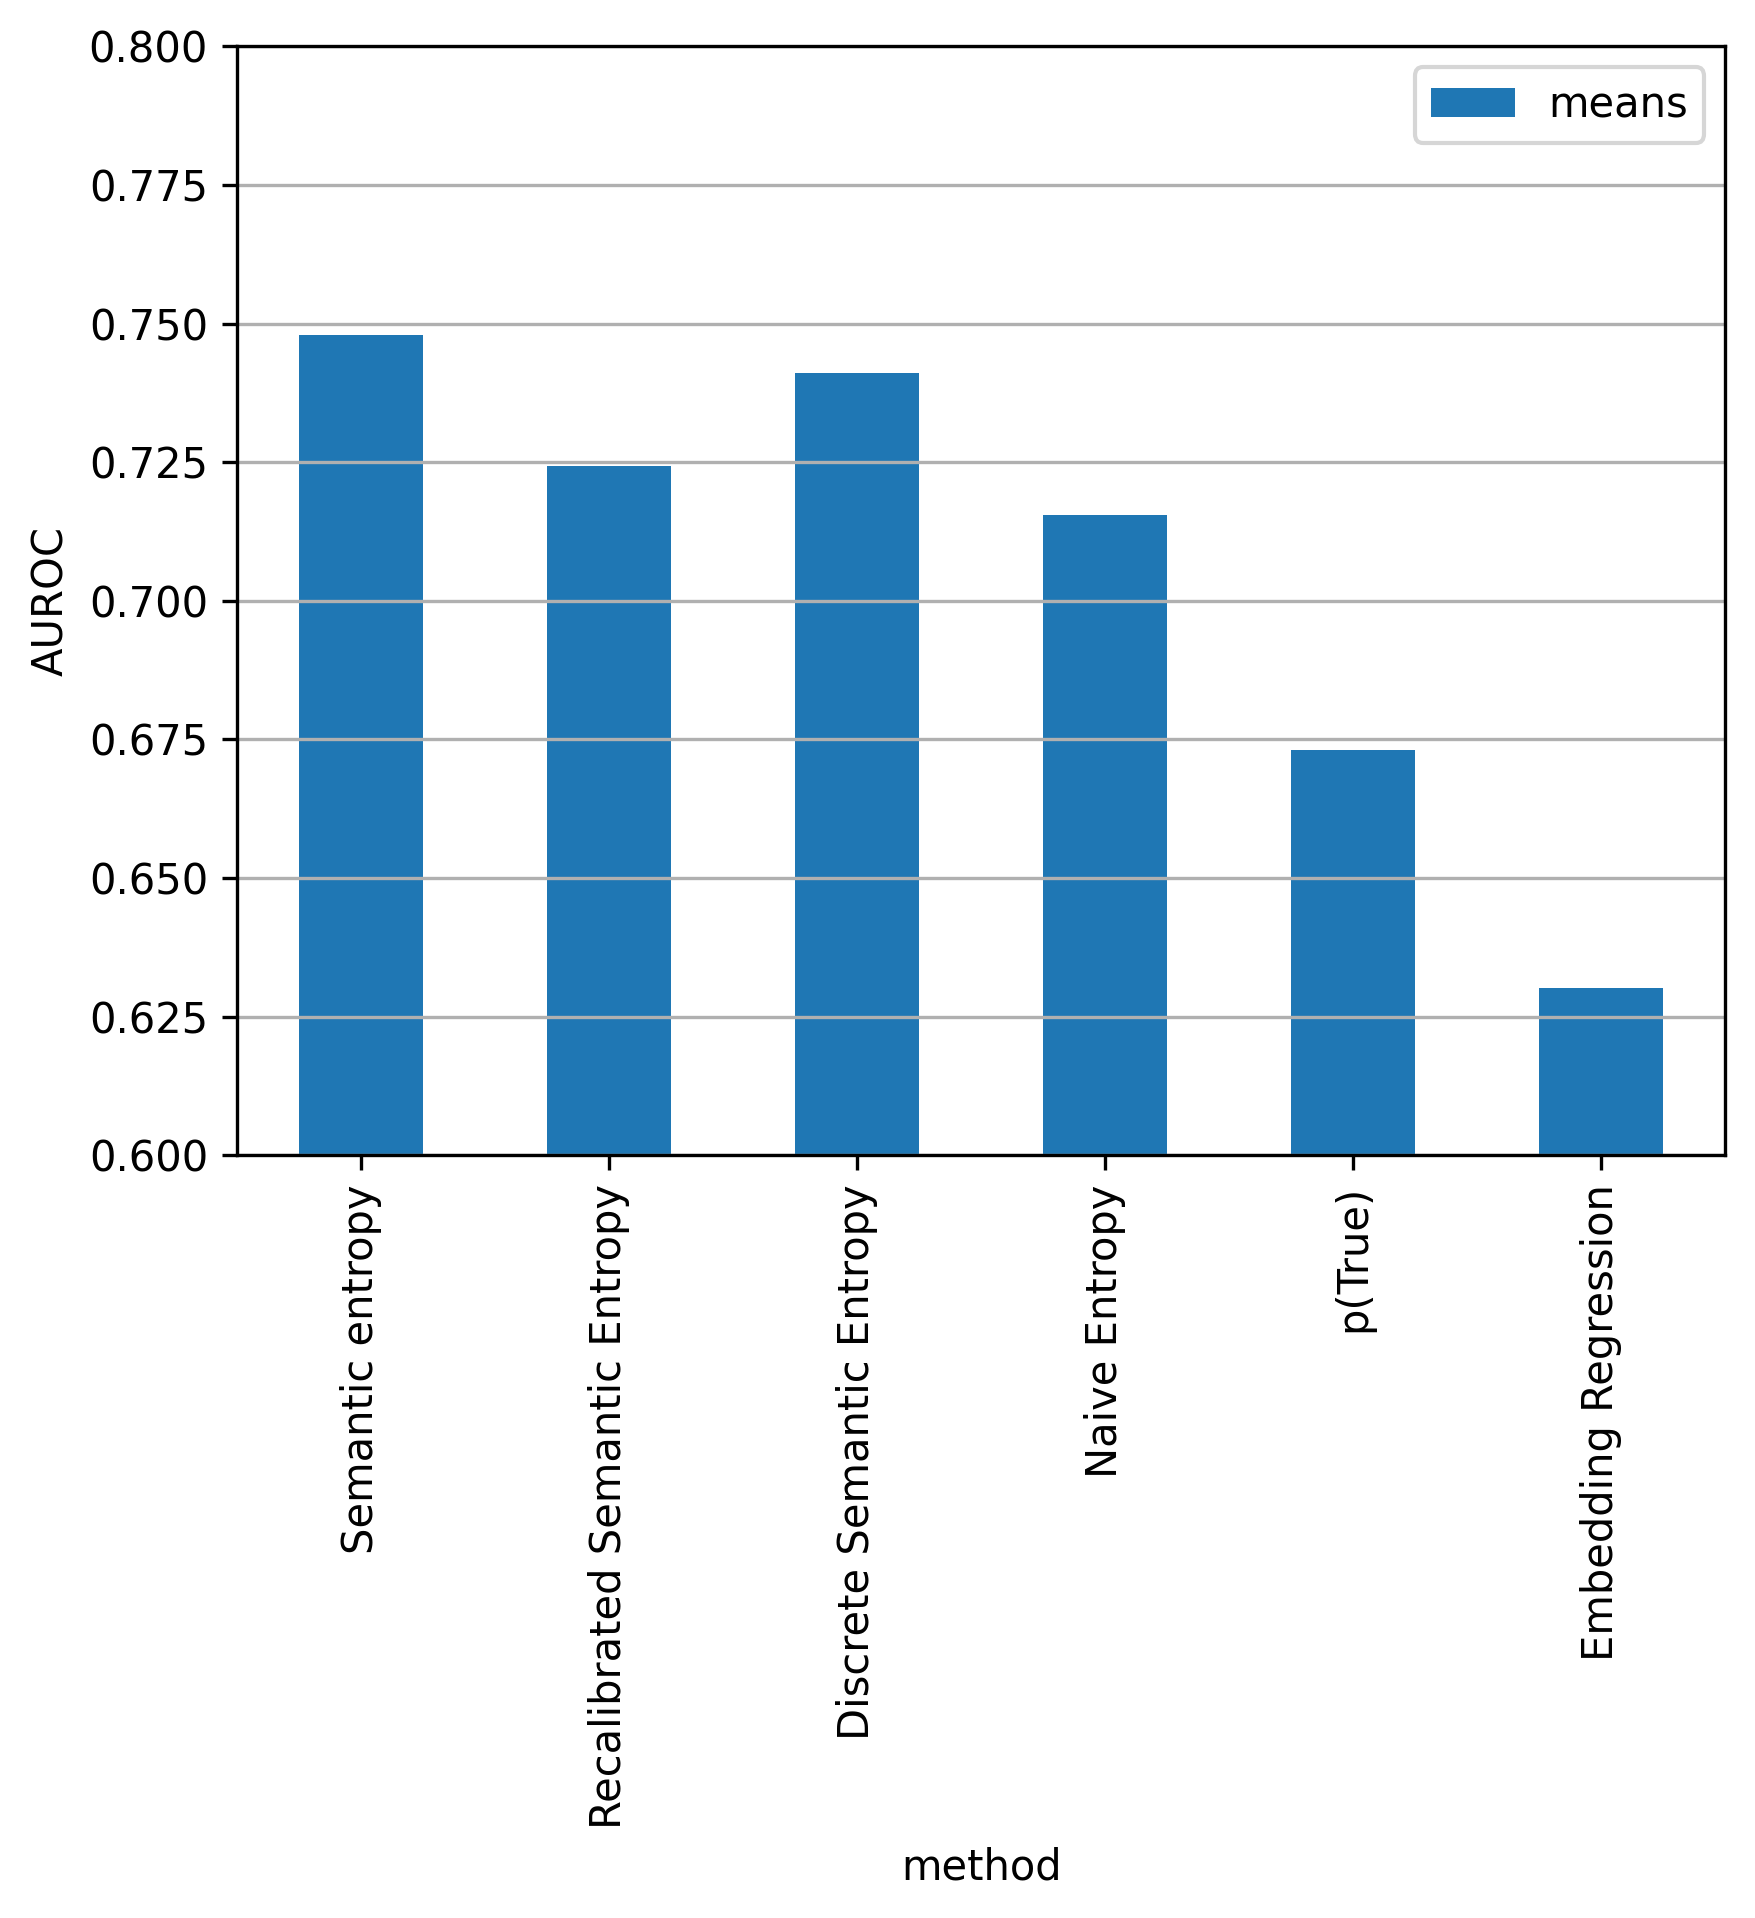 0.800
0.775
0.750
0.725
0.700
0.675
0.650
0.625
0.600
AUROC
means
Semantic entropy
Recalibrated Semantic Entropy
Discrete Semantic Entropy
Naive Entropy
p(True)
Embedding Regression
method